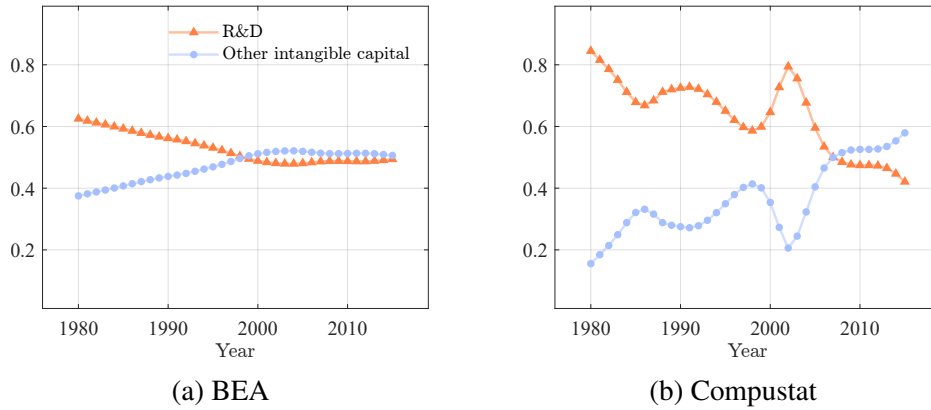 R&D
Other intangible capital
0.8
0.6
0.4
0.2
1980 1990 2000 2010
Year
(a) BEA
0.8
0.6
0.4
0.2
1980 1990 2000 2010
Year
(b) Compustat